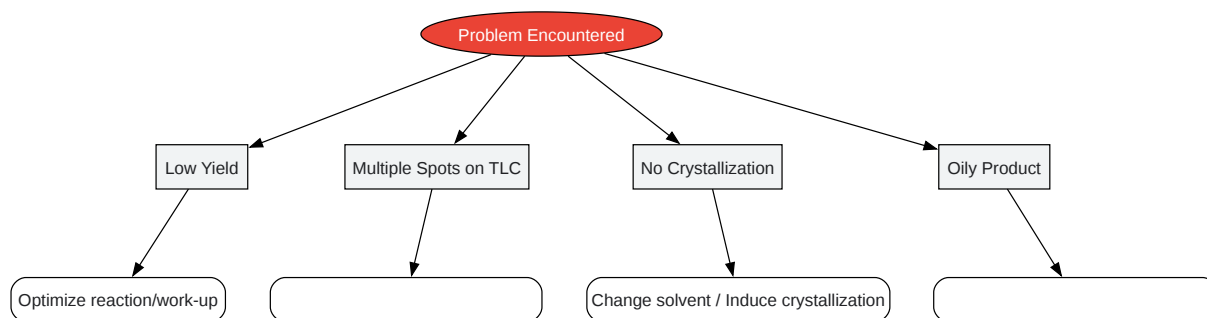 Problem Encountered
Low Yield
Multiple Spots on TLC
No Crystallization
Oily Product
Optimize reaction/work-up
Change solvent / Induce crystallization